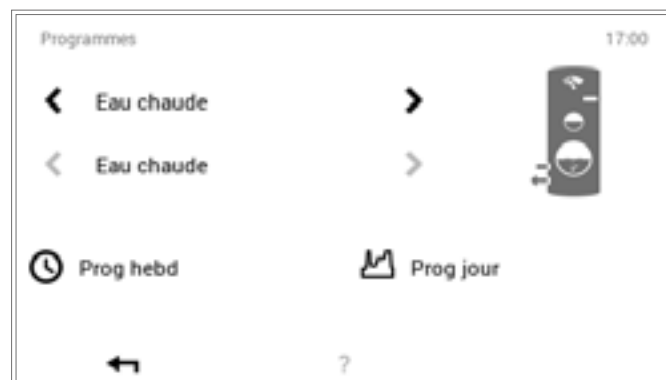 Programmes 17:00
Eau chaude
Eau chaude
Prog hebd Prog jour
?